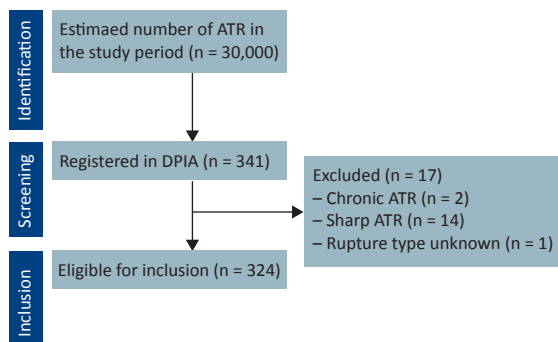 Identification
Estimaed number of ATR in
the study period (n = 30,000)
Screening
Registered in DPIA (n = 341)
Excluded (n = 17)
– Chronic ATR (n = 2)
– Sharp ATR (n = 14)
– Rupture type unknown (n = 1)
Inclusion
Eligible for inclusion (n = 324)